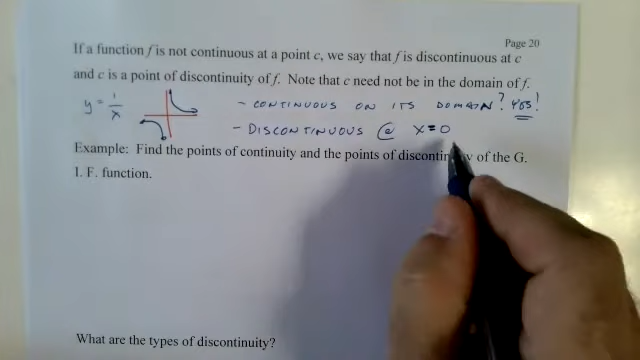 Page 20
If a function f is not continuous at a point c, we say that f is discontinuous at c
and c is a point of discontinuity of f. Note that c need not be in the domain of f.
y = 1/x
- CONTINUOUS ON ITS DOMAIN? YES!
- DISCONTINUOUS @ X=0
Example: Find the points of continuity and the points of of the G.
I. F. function.
What are the types of discontinuity?